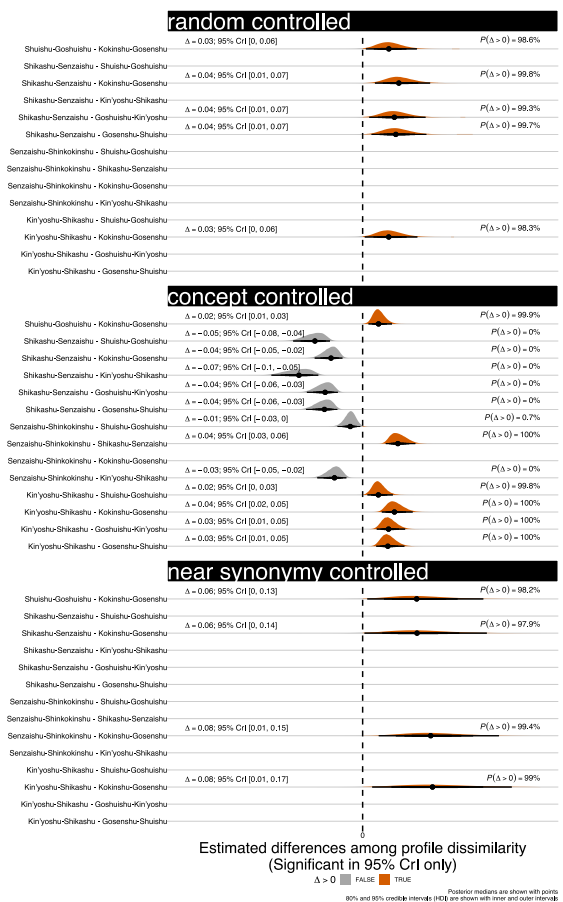 random controlled
Shuishu-Goshuishu - Kokinshu-Gosenshu Δ = 0.03; 95% CrI [0, 0.06] P(Δ > 0) = 98.6%
Shikashu-Senzaishu - Shuishu-Goshuishu
Shikashu-Senzaishu - Kokinshu-Gosenshu Δ = 0.04; 95% CrI [0.01, 0.07] P(Δ > 0) = 99.8%
Shikashu-Senzaishu - Kin'yoshu-Shikashu
Shikashu-Senzaishu - Goshuishu-Kin'yoshu Δ = 0.04; 95% CrI [0.01, 0.07] P(Δ > 0) = 99.3%
Shikashu-Senzaishu - Gosenshu-Shuishu Δ = 0.04; 95% CrI [0.01, 0.07] P(Δ > 0) = 99.7%
Senzaishu-Shinkokinshu - Shuishu-Goshuishu
Senzaishu-Shinkokinshu - Shikashu-Senzaishu
Senzaishu-Shinkokinshu - Kokinshu-Gosenshu
Senzaishu-Shinkokinshu - Kin'yoshu-Shikashu
Kin'yoshu-Shikashu - Shuishu-Goshuishu
Kin'yoshu-Shikashu - Kokinshu-Gosenshu Δ = 0.03; 95% CrI [0, 0.06] P(Δ > 0) = 98.3%
Kin'yoshu-Shikashu - Goshuishu-Kin'yoshu
Kin'yoshu-Shikashu - Gosenshu-Shuishu
concept controlled
Shuishu-Goshuishu - Kokinshu-Gosenshu Δ = 0.02; 95% CrI [0.01, 0.03] P(Δ > 0) = 99.9%
Shikashu-Senzaishu - Shuishu-Goshuishu Δ = -0.05; 95% CrI [-0.08, -0.04] P(Δ > 0) = 0%
Shikashu-Senzaishu - Kokinshu-Gosenshu Δ = -0.04; 95% CrI [-0.05, -0.02] P(Δ > 0) = 0%
Shikashu-Senzaishu - Kin'yoshu-Shikashu Δ = -0.07; 95% CrI [-0.1, -0.05] P(Δ > 0) = 0%
Shikashu-Senzaishu - Goshuishu-Kin'yoshu Δ = -0.04; 95% CrI [-0.06, -0.03] P(Δ > 0) = 0%
Shikashu-Senzaishu - Gosenshu-Shuishu Δ = -0.04; 95% CrI [-0.06, -0.03] P(Δ > 0) = 0%
Senzaishu-Shinkokinshu - Shuishu-Goshuishu Δ = -0.01; 95% CrI [-0.03, 0] P(Δ > 0) = 0.7%
Senzaishu-Shinkokinshu - Shikashu-Senzaishu Δ = 0.04; 95% CrI [0.03, 0.06] P(Δ > 0) = 100%
Senzaishu-Shinkokinshu - Kokinshu-Gosenshu
Senzaishu-Shinkokinshu - Kin'yoshu-Shikashu Δ = -0.03; 95% CrI [-0.05, -0.02] P(Δ > 0) = 0%
Kin'yoshu-Shikashu - Shuishu-Goshuishu Δ = 0.02; 95% CrI [0, 0.03] P(Δ > 0) = 99.8%
Kin'yoshu-Shikashu - Kokinshu-Gosenshu Δ = 0.04; 95% CrI [0.02, 0.05] P(Δ > 0) = 100%
Kin'yoshu-Shikashu - Goshuishu-Kin'yoshu Δ = 0.03; 95% CrI [0.01, 0.05] P(Δ > 0) = 100%
Kin'yoshu-Shikashu - Gosenshu-Shuishu Δ = 0.03; 95% CrI [0.01, 0.05] P(Δ > 0) = 100%
near synonymy controlled
Shuishu-Goshuishu - Kokinshu-Gosenshu Δ = 0.06; 95% CrI [0, 0.13] P(Δ > 0) = 98.2%
Shikashu-Senzaishu - Shuishu-Goshuishu
Shikashu-Senzaishu - Kokinshu-Gosenshu Δ = 0.06; 95% CrI [0, 0.14] P(Δ > 0) = 97.9%
Shikashu-Senzaishu - Kin'yoshu-Shikashu
Shikashu-Senzaishu - Goshuishu-Kin'yoshu
Shikashu-Senzaishu - Gosenshu-Shuishu
Senzaishu-Shinkokinshu - Shuishu-Goshuishu
Senzaishu-Shinkokinshu - Shikashu-Senzaishu
Senzaishu-Shinkokinshu - Kokinshu-Gosenshu Δ = 0.08; 95% CrI [0.01, 0.15] P(Δ > 0) = 99.4%
Senzaishu-Shinkokinshu - Kin'yoshu-Shikashu
Kin'yoshu-Shikashu - Shuishu-Goshuishu
Kin'yoshu-Shikashu - Kokinshu-Gosenshu Δ = 0.08; 95% CrI [0.01, 0.17] P(Δ > 0) = 99%
Kin'yoshu-Shikashu - Goshuishu-Kin'yoshu
Kin'yoshu-Shikashu - Gosenshu-Shuishu
0
Estimated differences among profile dissimilarity
(Significant in 95% CrI only)
Δ > 0 FALSE TRUE
Posterior medians are shown with points
80% and 95% credible intervals (HDI) are shown with inner and outer intervals